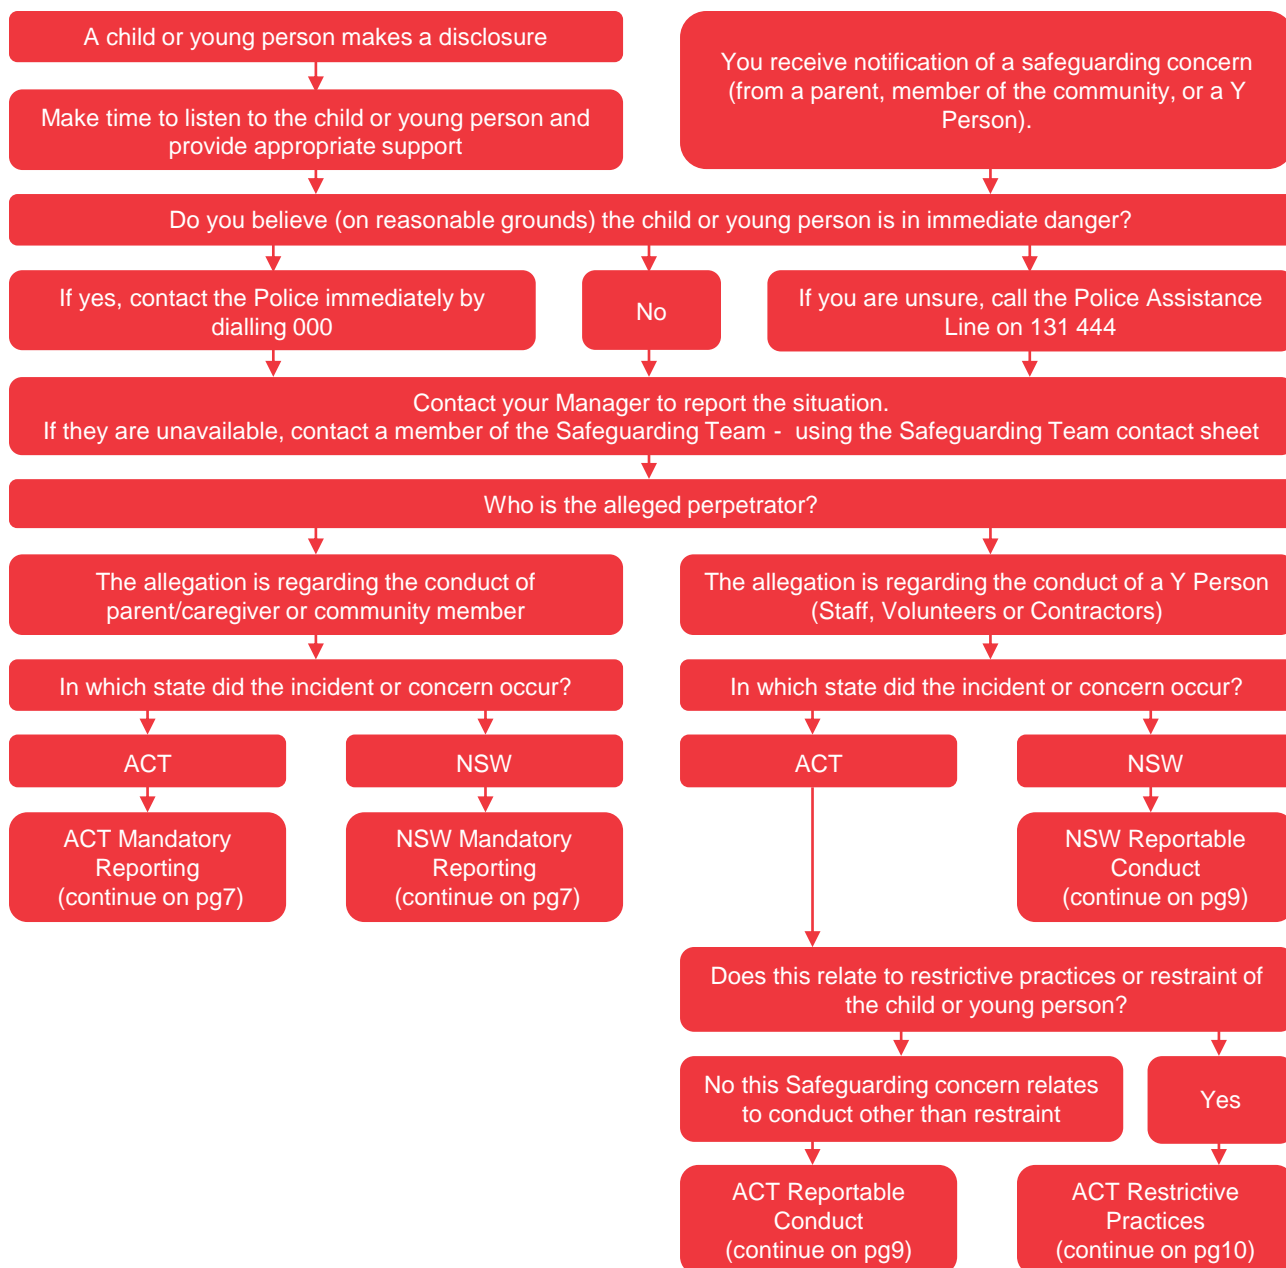 A child or young person makes a disclosure
You receive notification of a safeguarding concern
(from a parent, member of the community, or a Y
Person).
Make time to listen to the child or young person and
provide appropriate support
Do you believe (on reasonable grounds) the child or young person is in immediate danger?
If yes, contact the Police immediately by
dialling 000
No
If you are unsure, call the Police Assistance
Line on 131 444
Contact your Manager to report the situation.
If they are unavailable, contact a member of the Safeguarding Team - using the Safeguarding Team contact sheet
Who is the alleged perpetrator?
The allegation is regarding the conduct of
parent/caregiver or community member
The allegation is regarding the conduct of a Y Person
(Staff, Volunteers or Contractors)
In which state did the incident or concern occur?
In which state did the incident or concern occur?
ACT
NSW
ACT
NSW
ACT Mandatory
Reporting
(continue on pg7)
NSW Mandatory
Reporting
(continue on pg7)
NSW Reportable
Conduct
(continue on pg9)
Does this relate to restrictive practices or restraint of
the child or young person?
No this Safeguarding concern relates
to conduct other than restraint
Yes
ACT Reportable
Conduct
(continue on pg9)
ACT Restrictive
Practices
(continue on pg10)